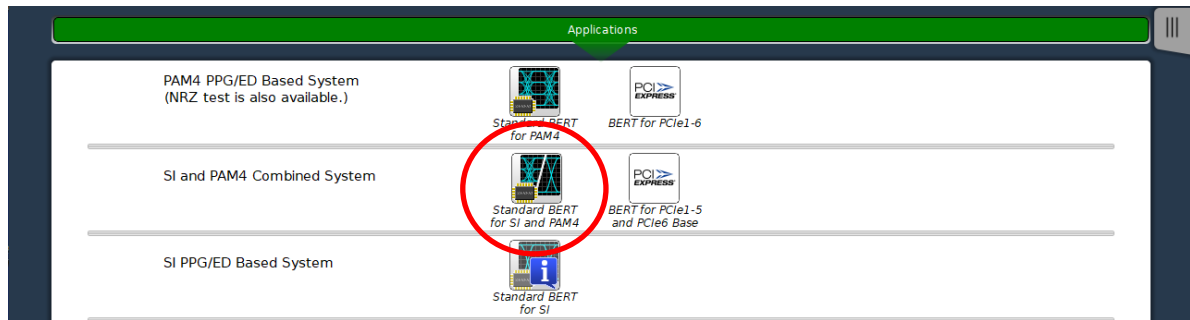 Applications
PAM4 PPG/ED Based System
(NRZ test is also available.)
Standard BERT
for PAM4
PCI
EXPRESS
BERT for PCIe1-6
SI and PAM4 Combined System
Standard BERT
for SI and PAM4
PCI
EXPRESS
BERT for PCIe1-5
and PCIe6 Base
SI PPG/ED Based System
i
Standard BERT
for SI